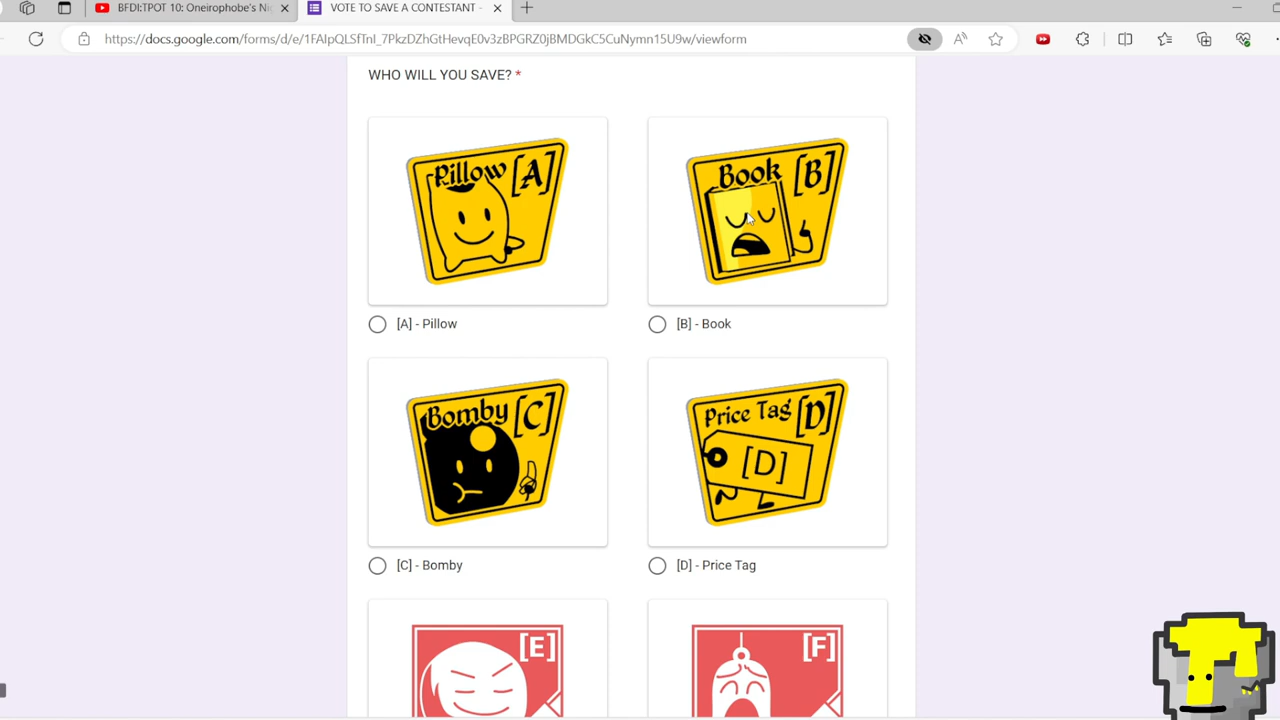 BFDI:TPOT 10: Oneirophobe's Ni
VOTE TO SAVE A CONTESTANT -
https://docs.google.com/forms/d/e/1FAIpQLSfTnI_7PkzDZhGtHevqE0v3zBPGRZ0jBMDGkC5CuNymn15U9w/viewform
WHO WILL YOU SAVE? *
Pillow [A]
Book [B]
[A] - Pillow
[B] - Book
Bomby [C]
Price Tag [D]
[D]
[C] - Bomby
[D] - Price Tag
[E]
[F]